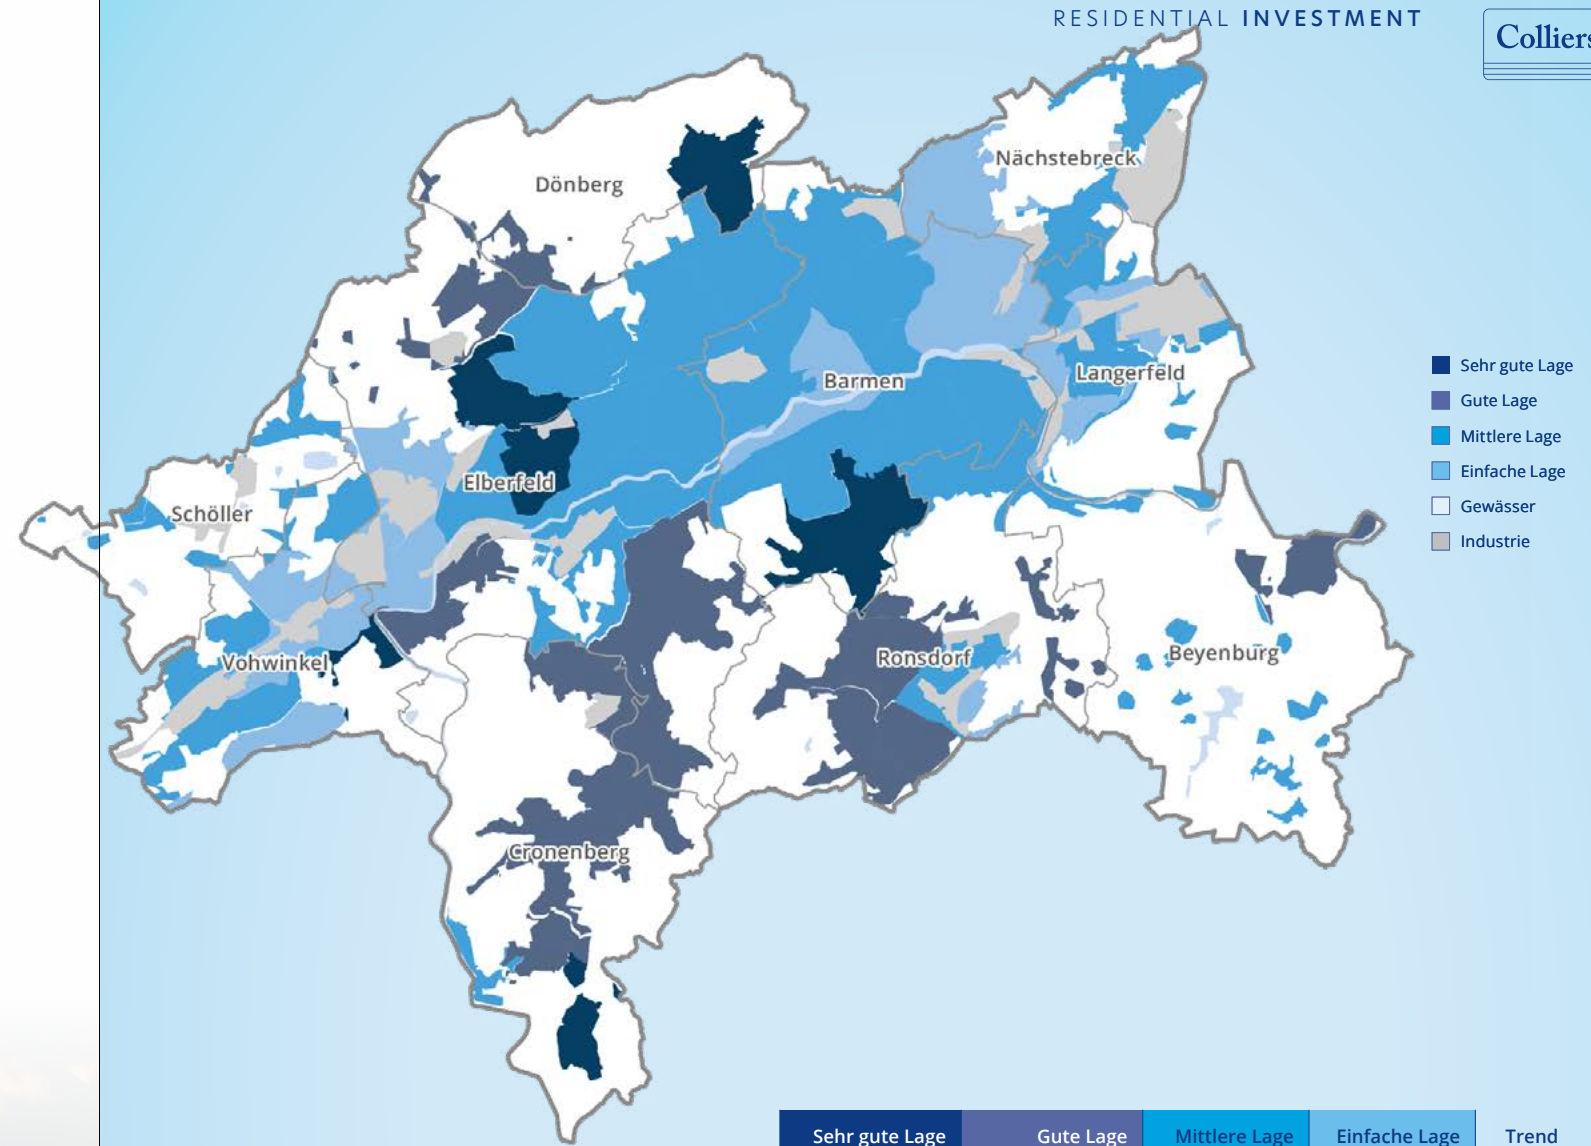 RESIDENTIAL INVESTMENT
Colliers
Dönberg
Nächstebreck
Barmen
Langerfeld
Elberfeld
Schöller
Vohwinkel
Ronsdorf
Beyenburg
Cronenberg
Sehr gute Lage
Gute Lage
Mittlere Lage
Einfache Lage
Gewässer
Industrie
Sehr gute Lage Gute Lage Mittlere Lage Einfache Lage Trend